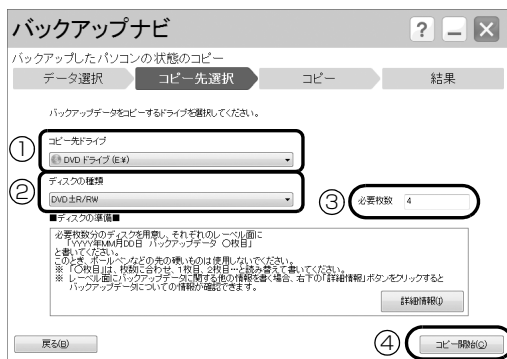 バックアップナビ
? － ×
バックアップしたパソコンの状態のコピー
データ選択 コピー先選択 コピー 結果
バックアップデータをコピーするドライブを選択してください。
① コピー先ドライブ
DVD ドライブ (E:¥)
② ディスクの種類
DVD±R/RW
③ 必要枚数 4
■ディスクの準備■
必要枚数分のディスクを用意し、それぞれのレーベル面に
「YYYY年MM月DD日 バックアップデータ ○枚目」
と書いてください。
このとき、ボールペンなどの先の硬いものは使用しないでください。
※ 「○枚目」は、枚数に合わせ、1枚目、2枚目…と読み替えて書いてください。
※ レーベル面にバックアップデータに関する他の情報を書く場合、右下の「詳細情報」ボタンをクリックすると
バックアップデータについての情報が確認できます。
詳細情報(I)
戻る(B)
④ コピー開始(C)